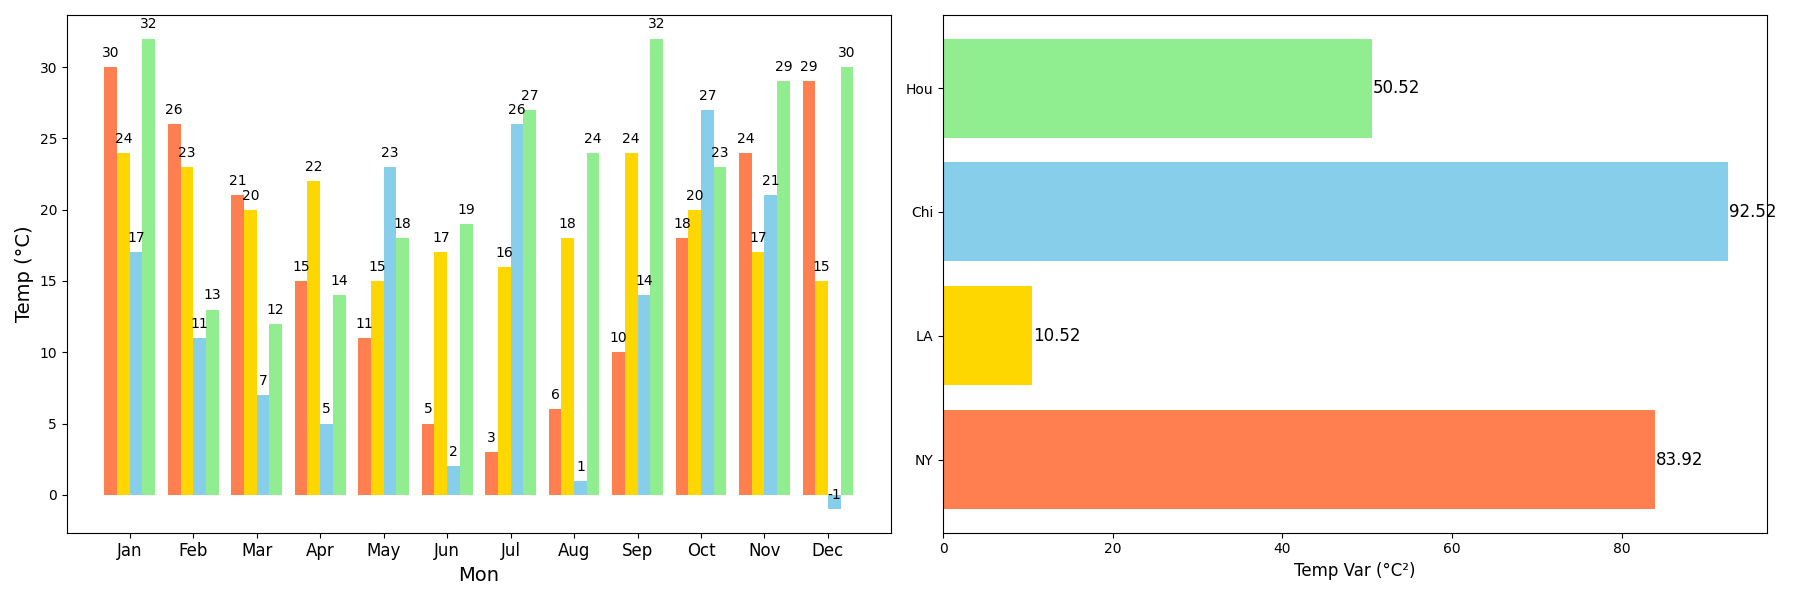 Temp (°C)
30
25
20
15
10
5
0
30 24 17 32
26 23 11 13
21 20 7 12
15 22 5 14
11 15 23 18
5 17 2 19
3 16 26 27
6 18 1 24
10 24 14 32
18 20 27 23
24 17 21 29
29 15 -1 30
Jan Feb Mar Apr May Jun Jul Aug Sep Oct Nov Dec
Mon
Hou 50.52
Chi 92.52
LA 10.52
NY 83.92
0 20 40 60 80
Temp Var (°C²)